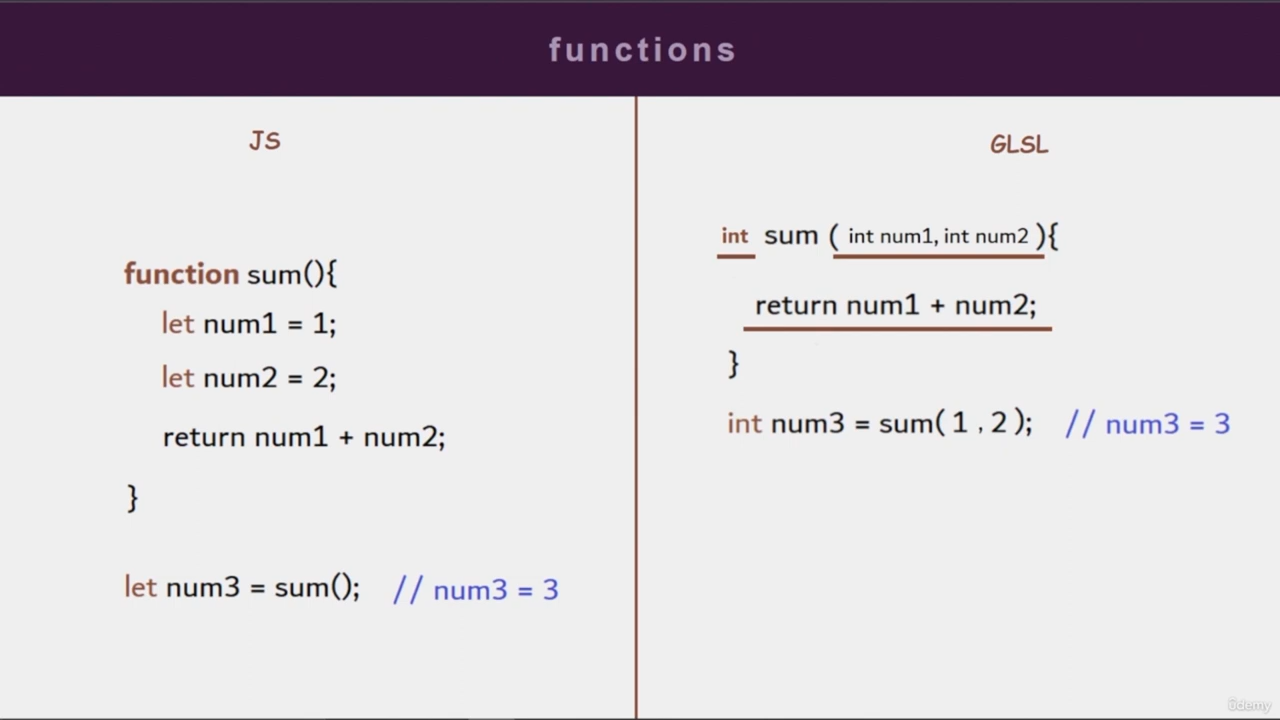 functions
JS
function sum(){
let num1 = 1;
let num2 = 2;
return num1 + num2;
}
let num3 = sum(); // num3 = 3
GLSL
int sum ( int num1, int num2 ){
return num1 + num2;
}
int num3 = sum( 1 , 2 ); // num3 = 3
ûdemy